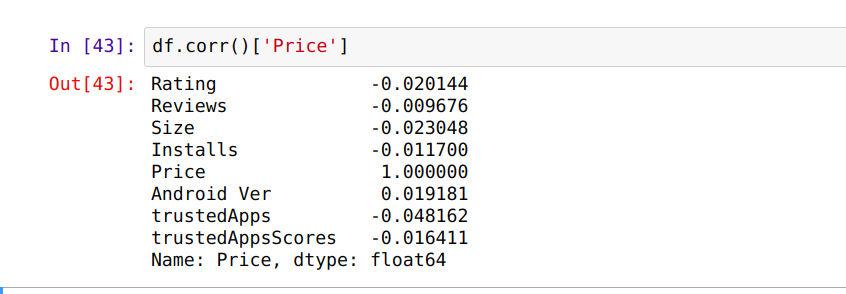 In [43]: df.corr()['Price']
Out[43]: Rating -0.020144
Reviews -0.009676
Size -0.023048
Installs -0.011700
Price 1.000000
Android Ver 0.019181
trustedApps -0.048162
trustedAppsScores -0.016411
Name: Price, dtype: float64